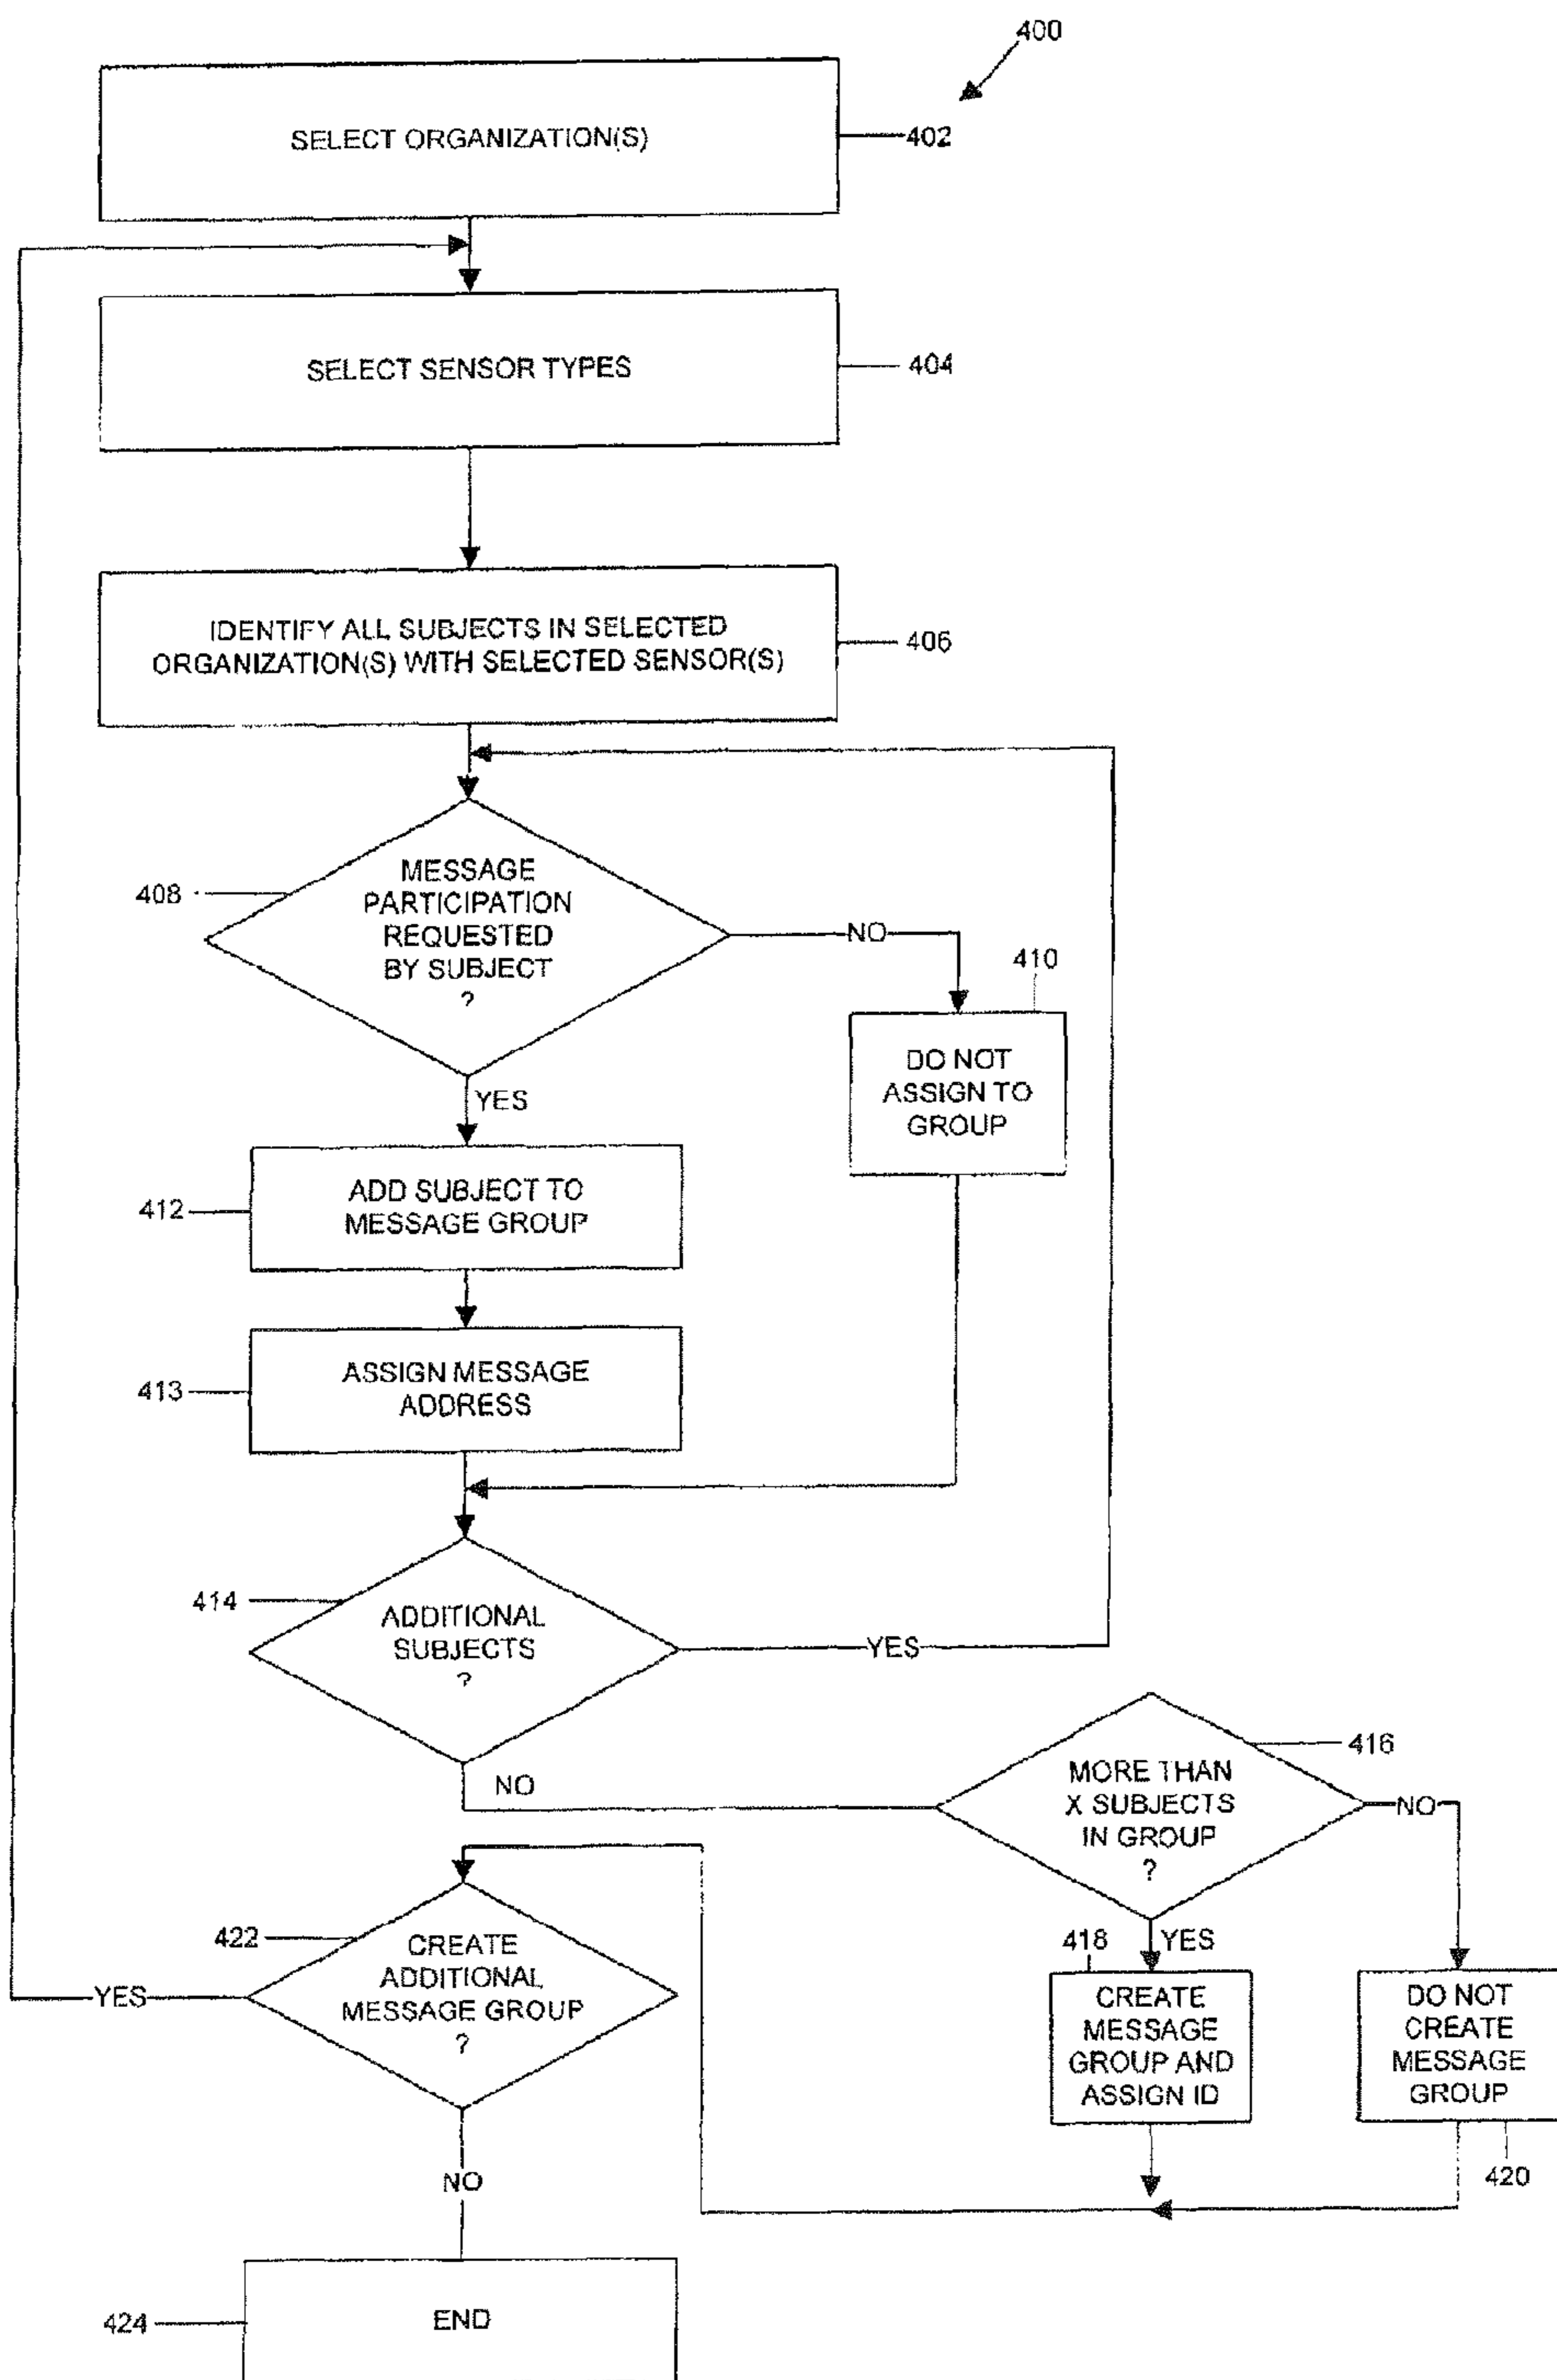 400
SELECT ORGANIZATION(S)
402
SELECT SENSOR TYPES
404
IDENTIFY ALL SUBJECTS IN SELECTED
ORGANIZATION(S) WITH SELECTED SENSOR(S)
406
408
MESSAGE
PARTICIPATION
REQUESTED
BY SUBJECT
?
NO
410
DO NOT
ASSIGN TO
GROUP
YES
412
ADD SUBJECT TO
MESSAGE GROUP
413
ASSIGN MESSAGE
ADDRESS
414
ADDITIONAL
SUBJECTS
?
YES
NO
416
MORE THAN
X SUBJECTS
IN GROUP
?
NO
YES
418
CREATE
MESSAGE
GROUP AND
ASSIGN ID
DO NOT
CREATE
MESSAGE
GROUP
420
422
CREATE
ADDITIONAL
MESSAGE GROUP
?
YES
NO
424
END